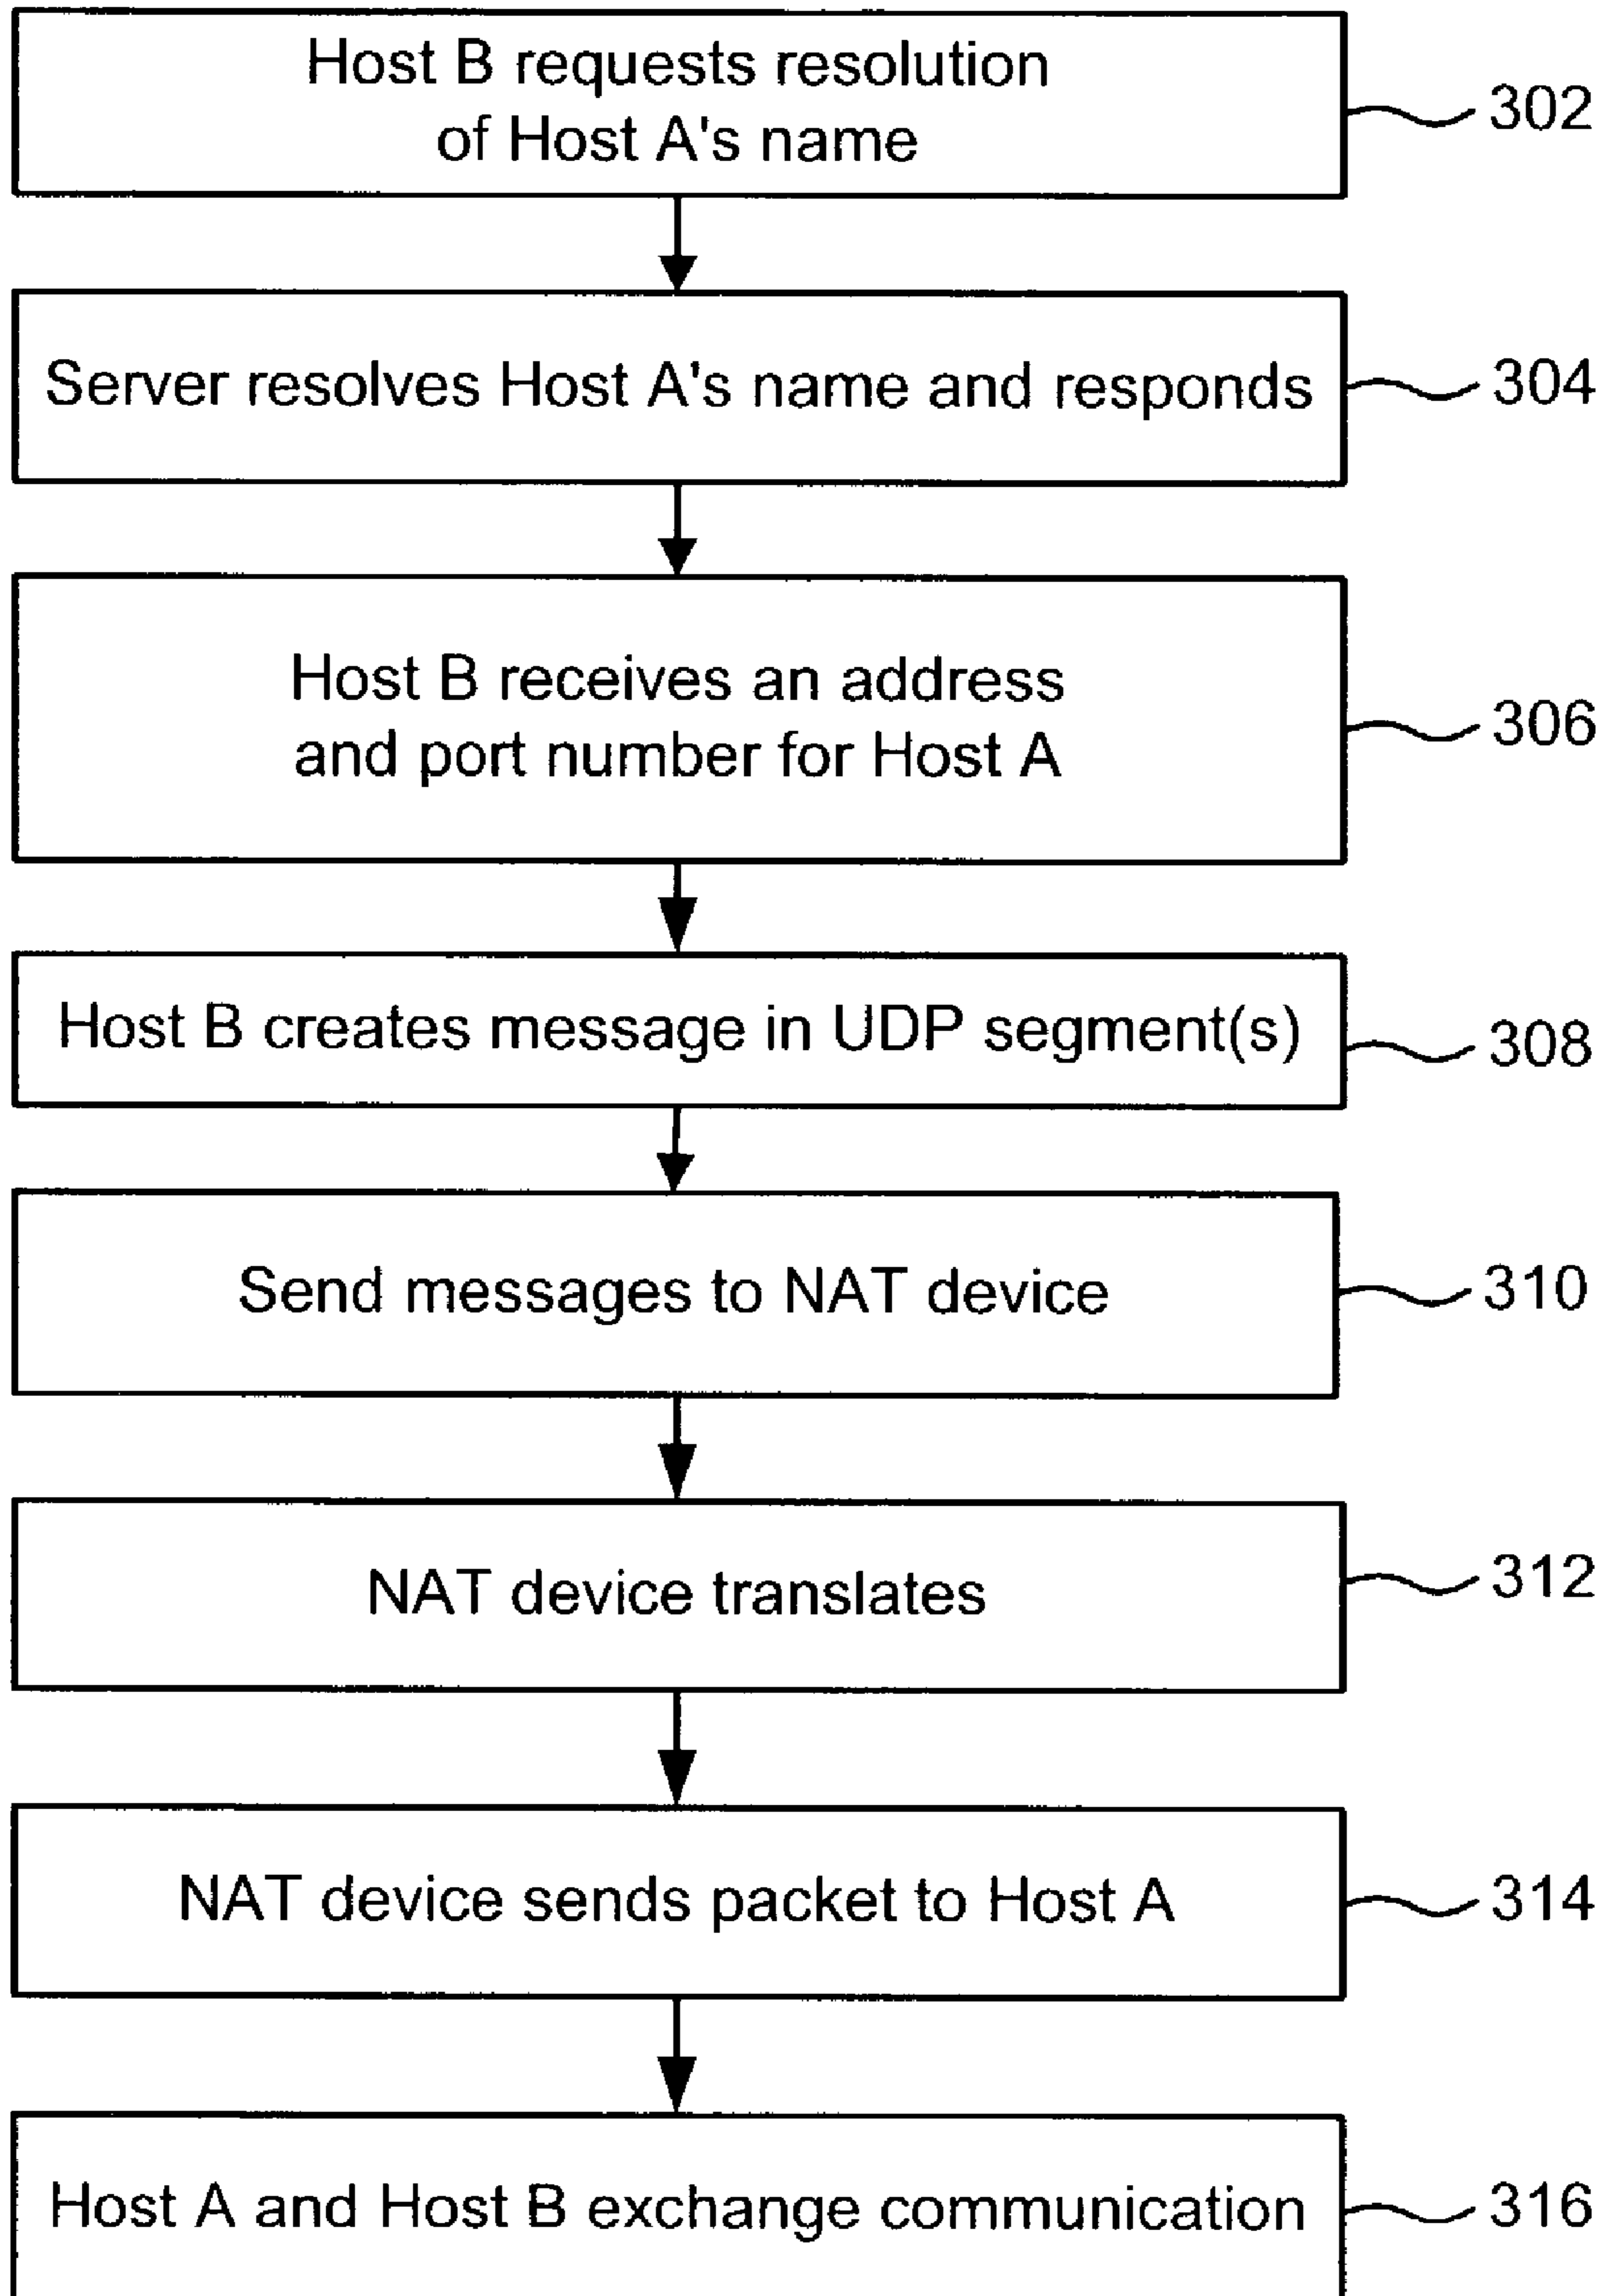 Host B requests resolution
of Host A's name
302
Server resolves Host A's name and responds
304
Host B receives an address
and port number for Host A
306
Host B creates message in UDP segment(s)
308
Send messages to NAT device
310
NAT device translates
312
NAT device sends packet to Host A
314
Host A and Host B exchange communication
316